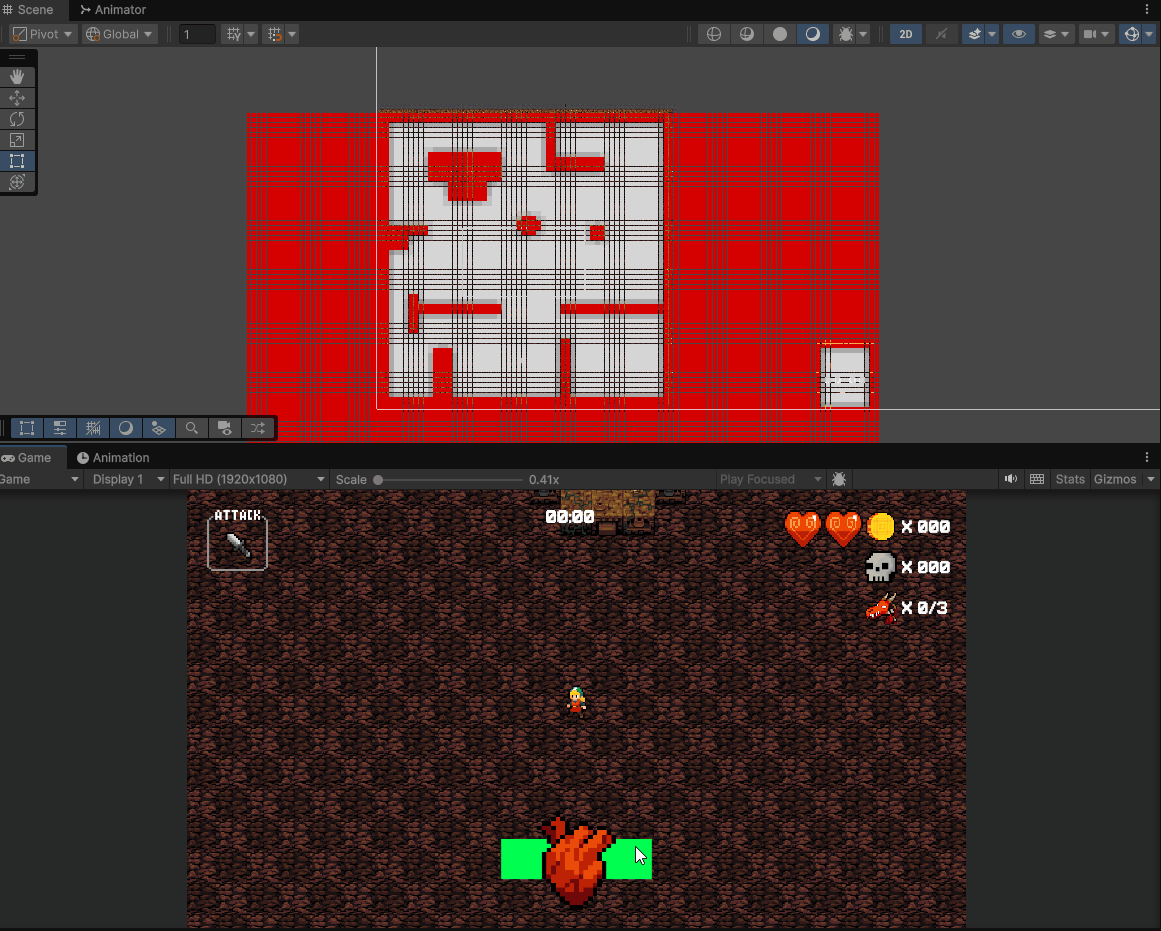 Scene Animator
Pivot Global 1 2D
Game Animation
Game Display 1 Full HD (1920x1080) Scale 0.41x Play Focused Stats Gizmos
ATTACK
00:00
X 000
X 000
X 0/3